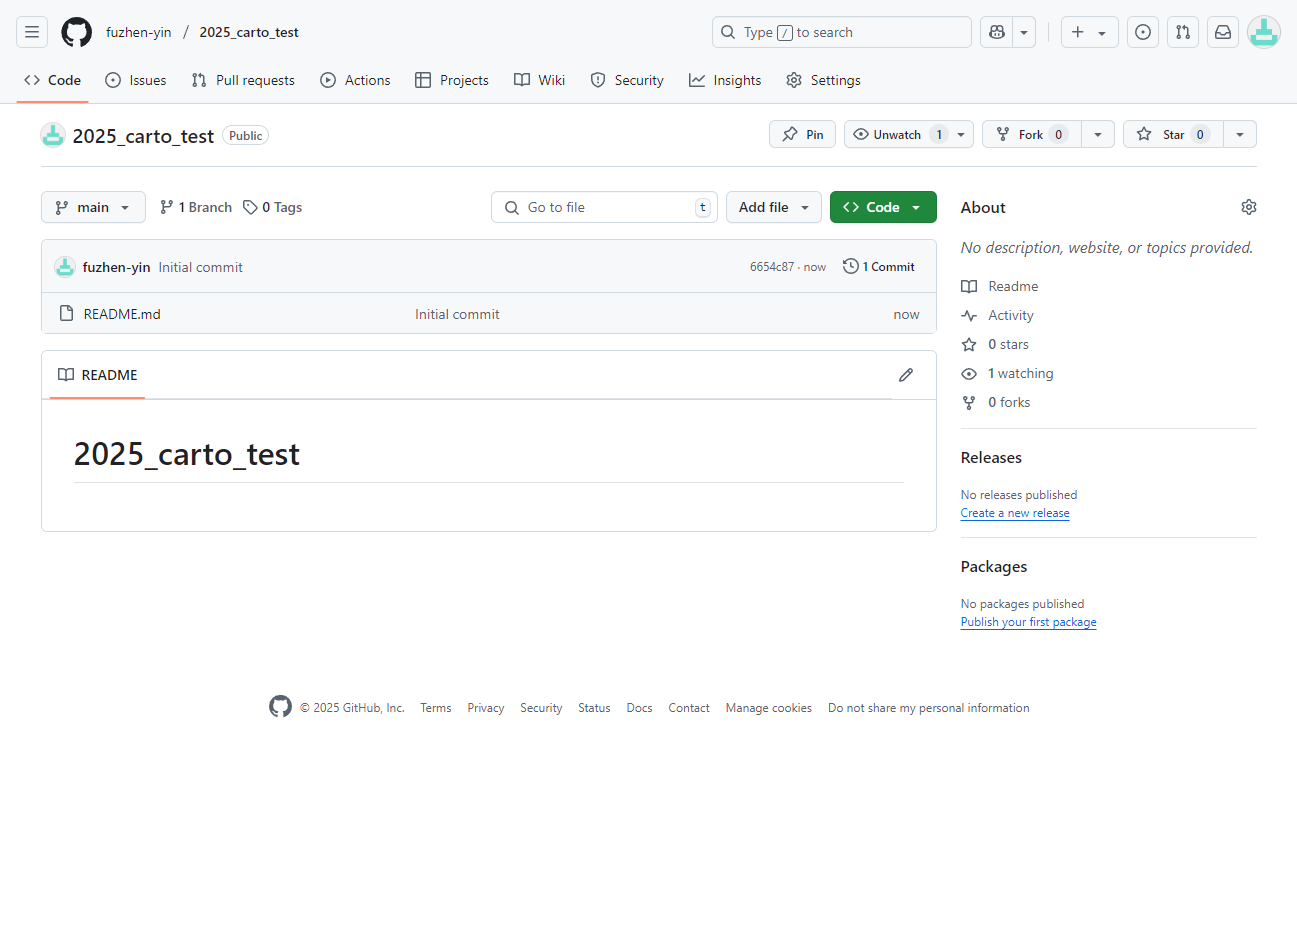 fuzhen-yin / 2025_carto_test
Type / to search
Code Issues Pull requests Actions Projects Wiki Security Insights Settings
2025_carto_test Public
Pin Unwatch 1 Fork 0 Star 0
main 1 Branch 0 Tags Go to file t Add file Code
fuzhen-yin Initial commit 6654c87 · now 1 Commit
README.md Initial commit now
README
2025_carto_test
About
No description, website, or topics provided.
Readme
Activity
0 stars
1 watching
0 forks
Releases
No releases published
Create a new release
Packages
No packages published
Publish your first package
© 2025 GitHub, Inc. Terms Privacy Security Status Docs Contact Manage cookies Do not share my personal information